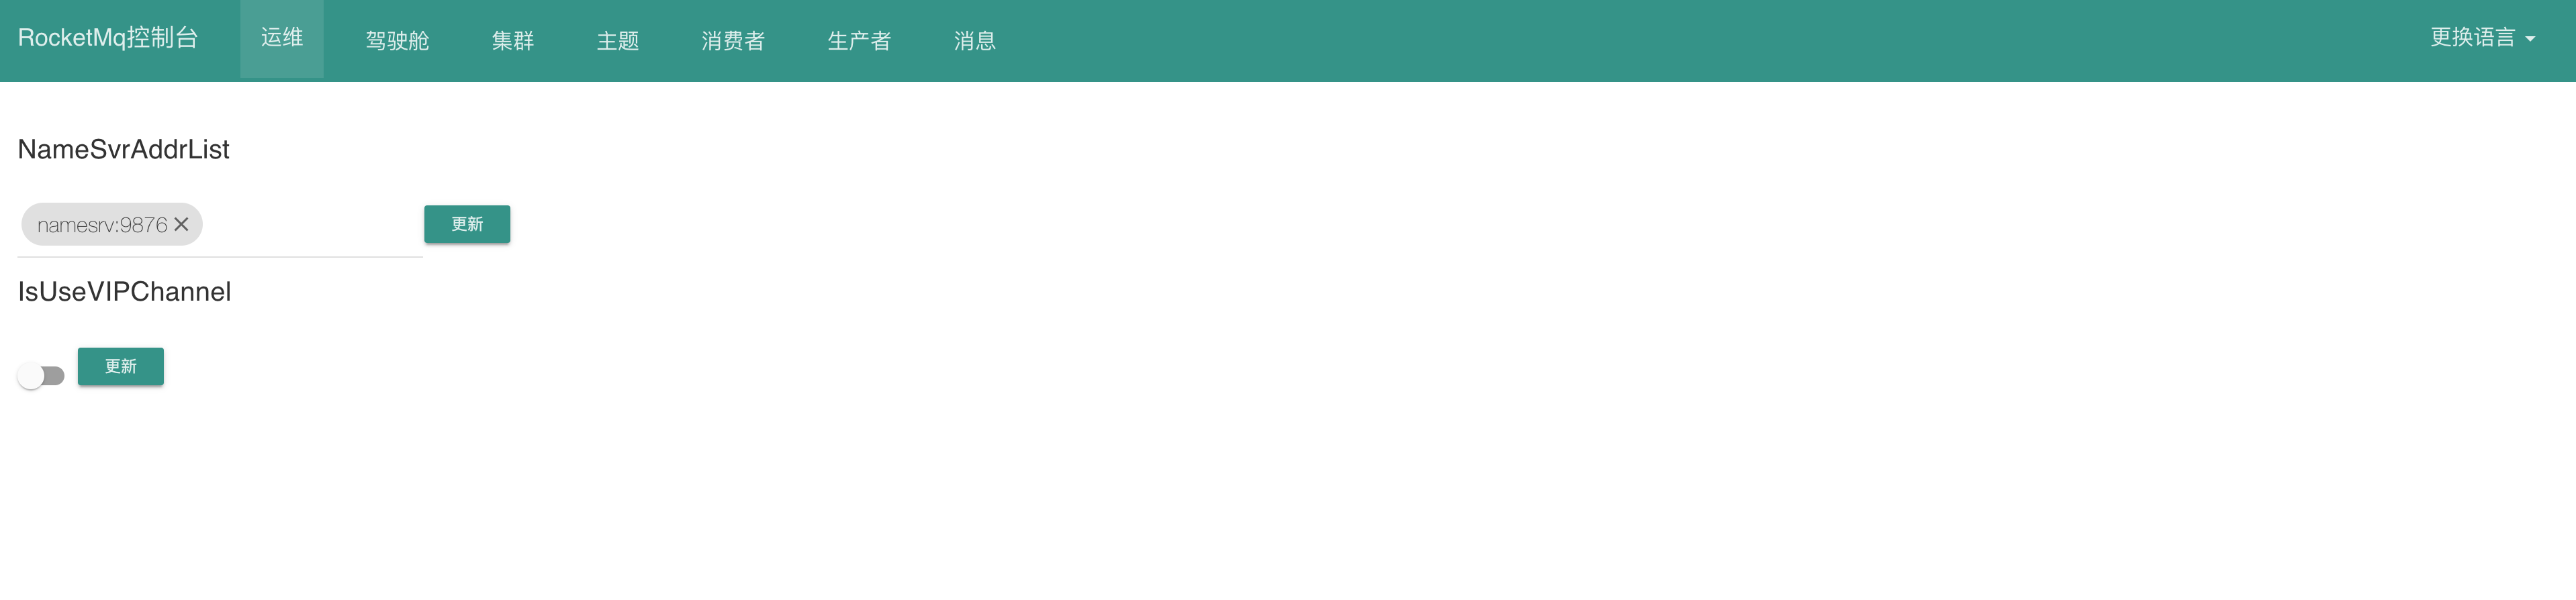 RocketMq控制台 运维 驾驶舱 集群 主题 消费者 生产者 消息 更换语言
NameSvrAddrList
namesrv:9876 更新
IsUseVIPChannel
更新